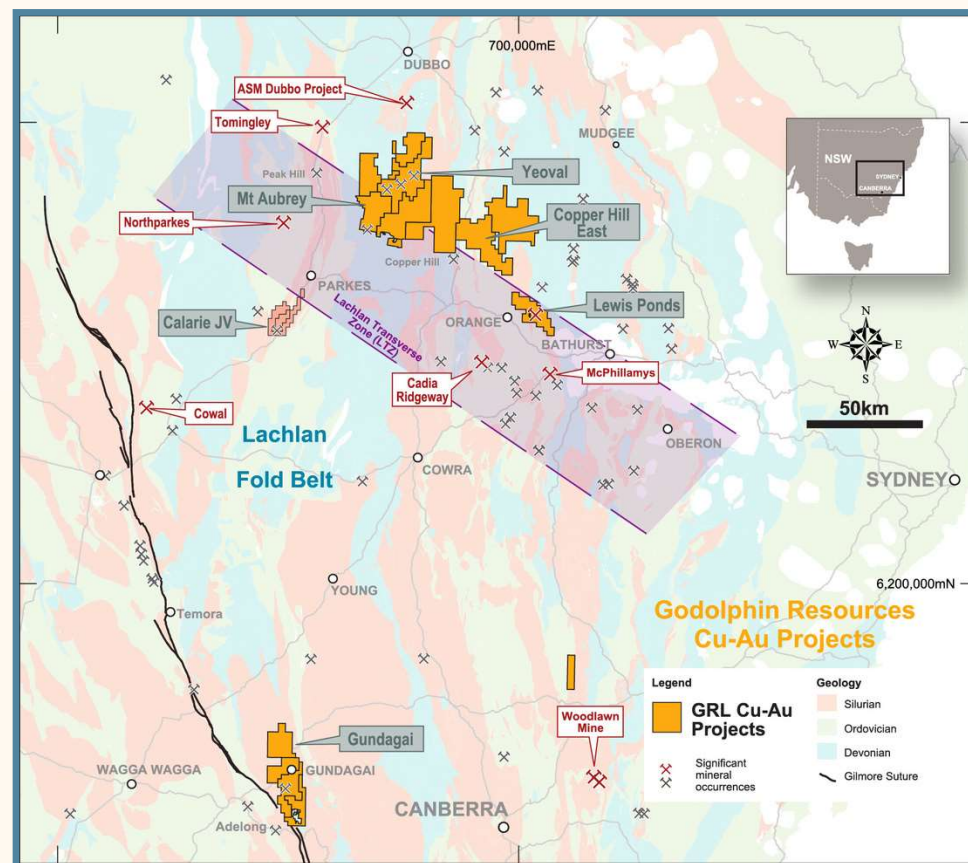 700,000mE
DUBBO
ASM Dubbo Project
Tomingley
MUDGEE
NSW
SYDNEY
CANBERRA
Peak Hill
Yeoval
Mt Aubrey
Copper Hill
East
Northparkes
Copper Hill
PARKES
Lewis Ponds
Calarie JV
ORANGE
Lachlan Transverse
Zone (LTZ)
BATHURST
N
W
E
S
Cadia
Ridgeway
McPhillamys
50km
Cowal
Lachlan
Fold Belt
OBERON
COWRA
SYDNEY
YOUNG
6,200,000mN
Temora
Godolphin Resources
Cu-Au Projects
Legend
GRL Cu-Au
Projects
Significant
mineral
occurrences
Geology
Silurian
Ordovician
Devonian
Gilmore Suture
Woodlawn
Mine
Gundagai
WAGGA WAGGA
GUNDAGAI
CANBERRA
Adelong